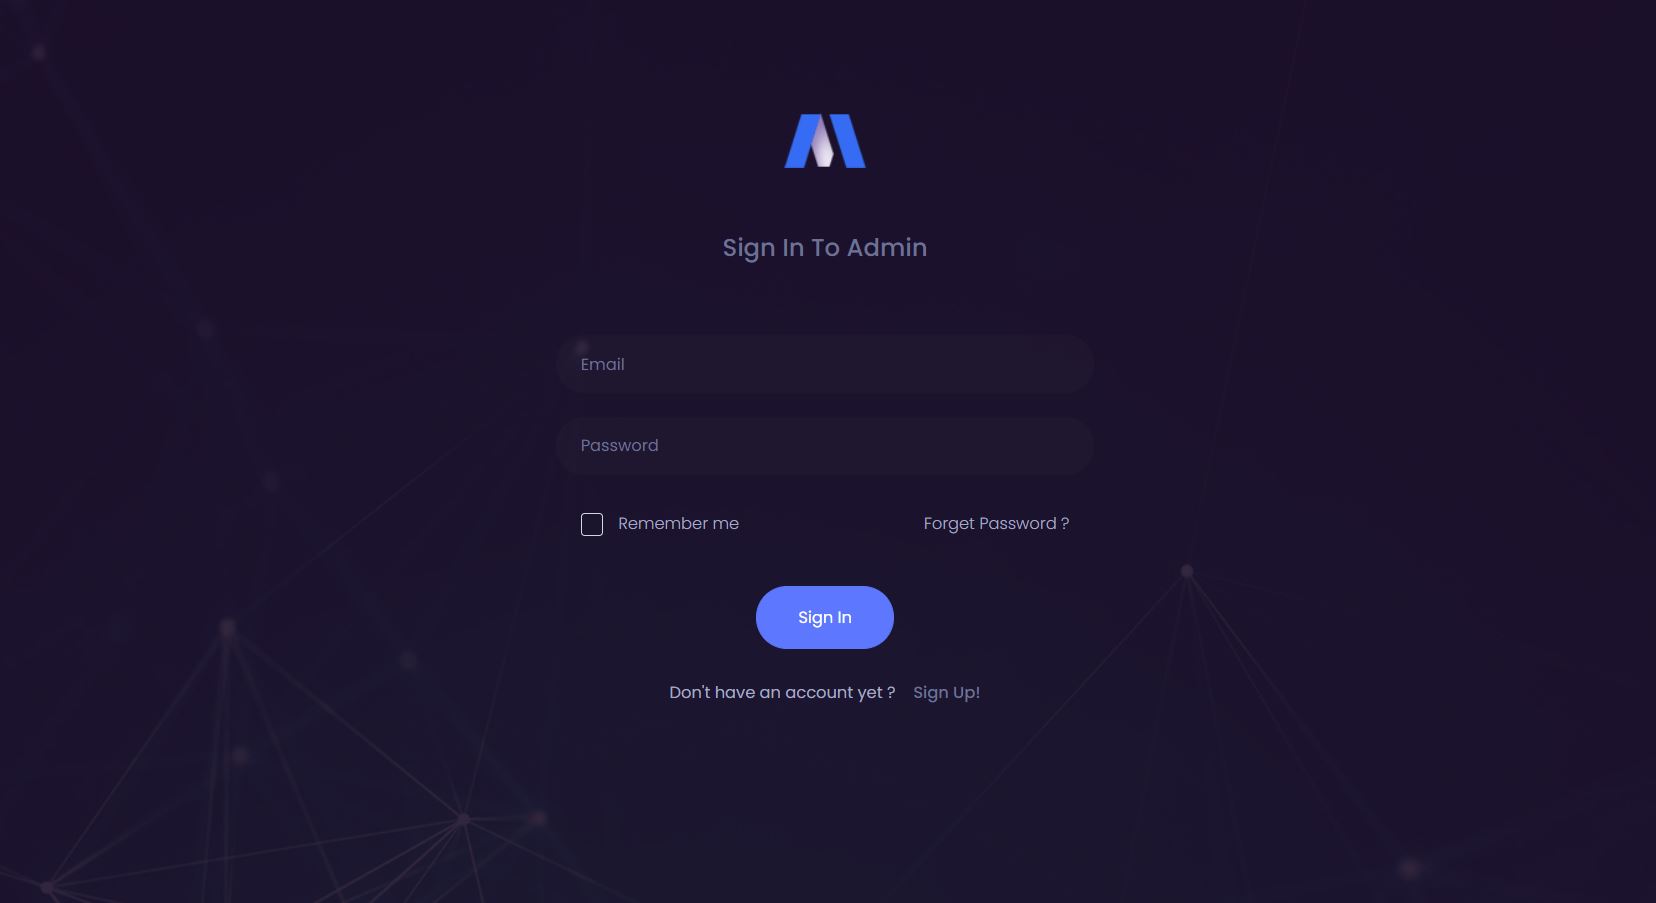 Sign In To Admin
Email
Password
Remember me
Forget Password ?
Sign In
Don't have an account yet ? Sign Up!